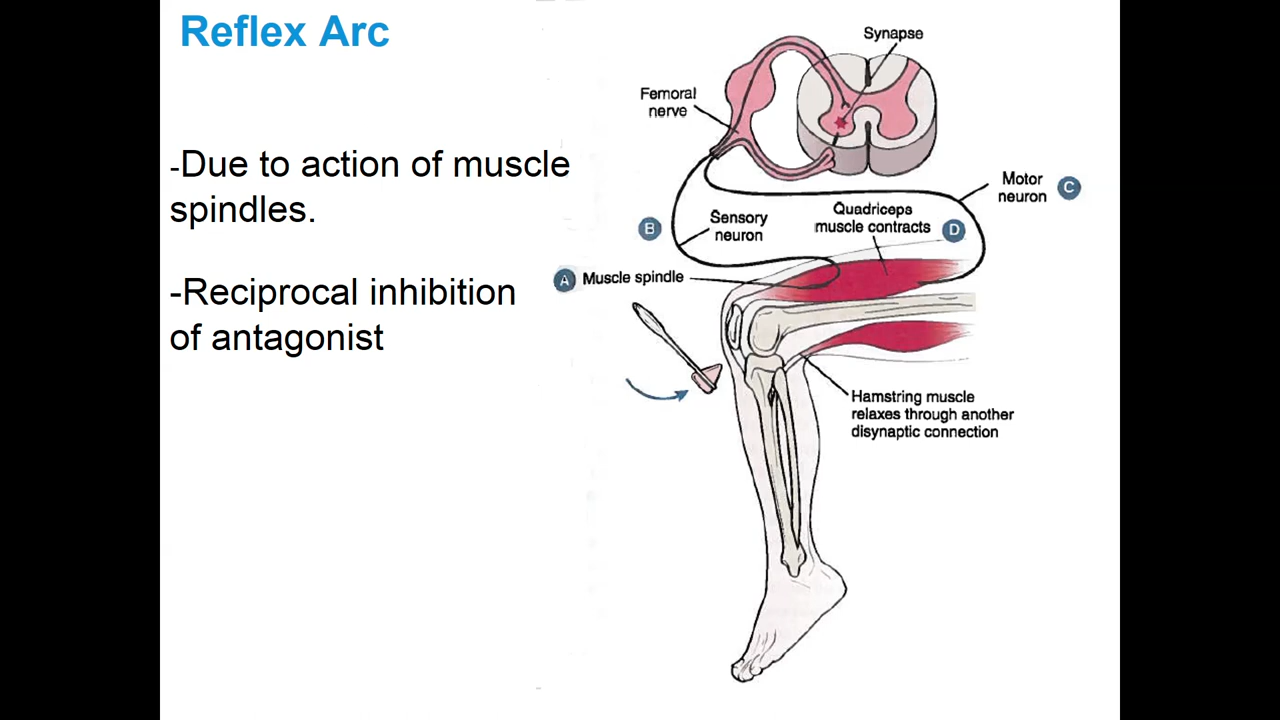 Reflex Arc
-Due to action of muscle
spindles.
-Reciprocal inhibition
of antagonist
Synapse
Femoral
nerve
Motor
neuron
C
B
Sensory
neuron
Quadriceps
muscle contracts
D
A
Muscle spindle
Hamstring muscle
relaxes through another
disynaptic connection